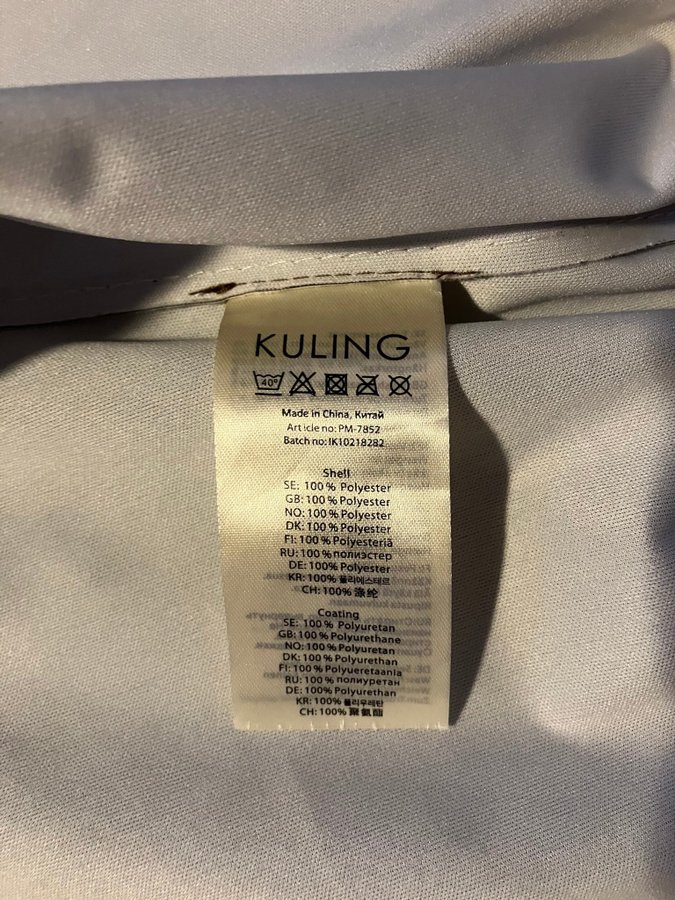 KULING
40°
Made in China, Китай
Article no: PM-7852
Batch no: IK10218282
Shell
SE: 100 % Polyester
GB: 100 % Polyester
NO: 100 % Polyester
DK: 100 % Polyester
FI: 100 % Polyesteriä
RU: 100 % полиэстер
DE: 100% Polyester
KR: 100% 폴리에스테르
CH: 100% 涤纶
Coating
SE: 100 % Polyuretan
GB: 100% Polyurethane
NO: 100% Polyuretan
DK: 100% Polyurethan
FI: 100% Polyueretaania
RU: 100 % полиуретан
DE: 100% Polyurethan
KR: 100% 폴리우레탄
CH: 100% 聚氨酯